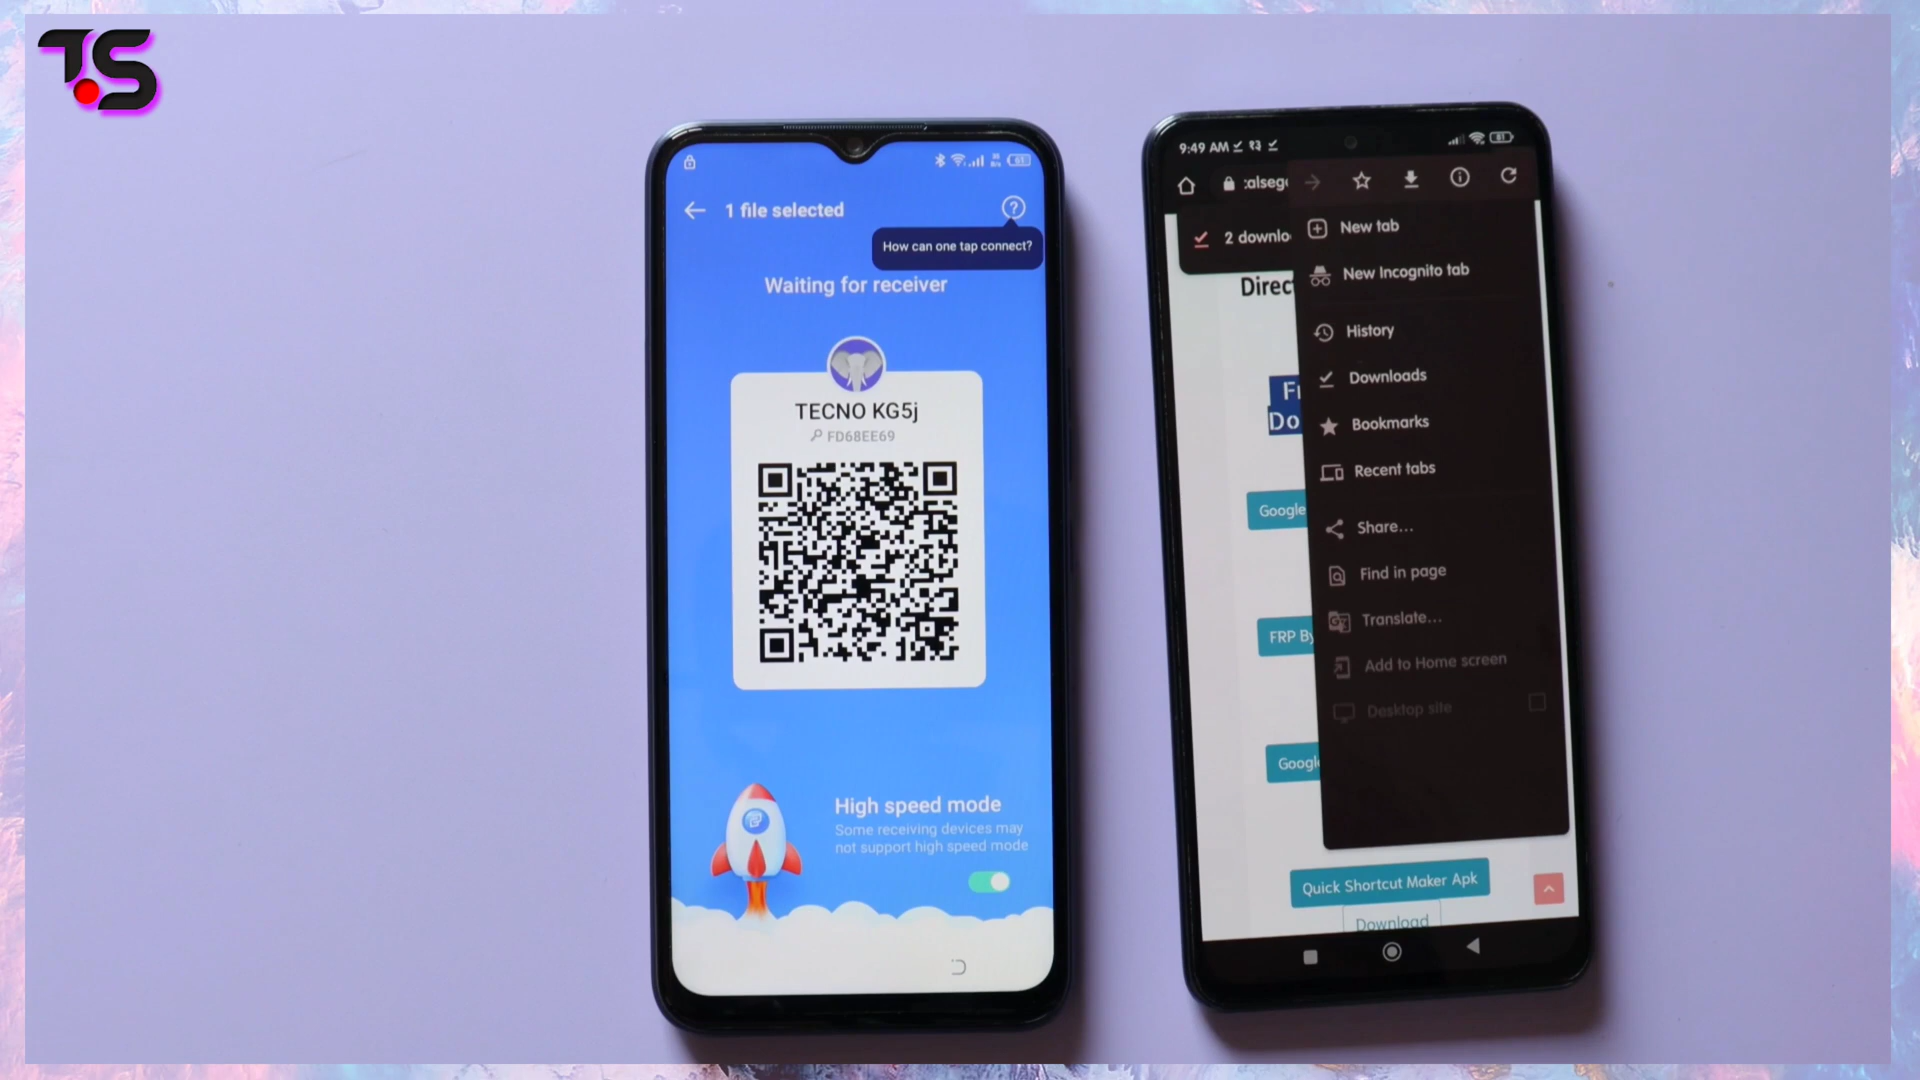 TS
1 file selected
How can one tap connect?
Waiting for receiver
TECNO KG5j
FD68EE69
High speed mode
Some receiving devices may
not support high speed mode
9:49 AM
81
2 downlo
Direc
Do
Google
FRP By
Googl
New tab
New Incognito tab
History
Downloads
Bookmarks
Recent tabs
Share...
Find in page
Translate...
Add to Home screen
Desktop site
Quick Shortcut Maker Apk
Download